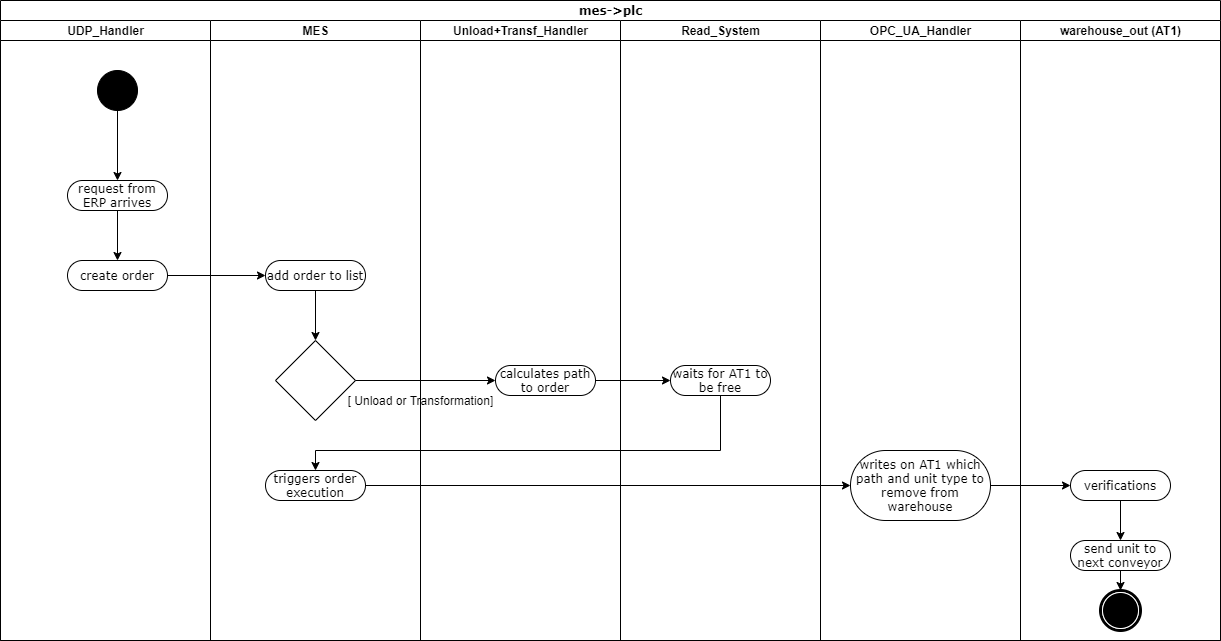 mes->plc
UDP_Handler
MES
Unload+Transf_Handler
Read_System
OPC_UA_Handler
warehouse_out (AT1)
request from
ERP arrives
create order
add order to list
calculates path
to order
waits for AT1 to
be free
[ Unload or Transformation]
triggers order
execution
writes on AT1 which
path and unit type to
remove from
warehouse
verifications
send unit to
next conveyor